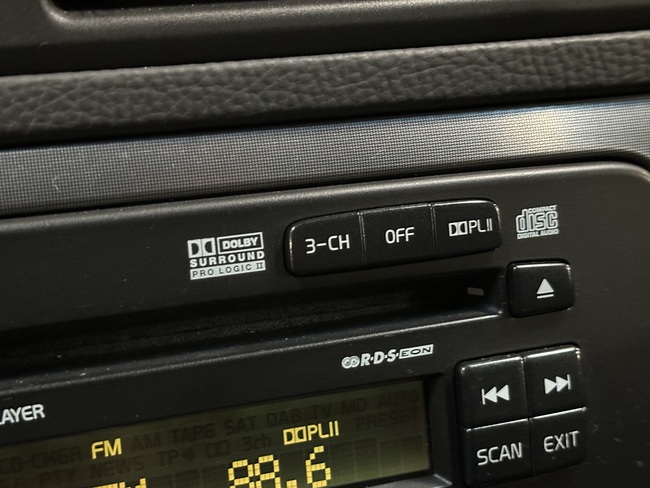 DOLBY
SURROUND
PRO LOGIC II
3-CH OFF PLII
COMPACT
disc
DIGITAL AUDIO
R·D·S EON
LAYER
SCAN EXIT
CD CHGR FM AM TAPE SAT DAB TV MD AUTO
PTY NEWS TP 3ch PLII PRESET
98.6